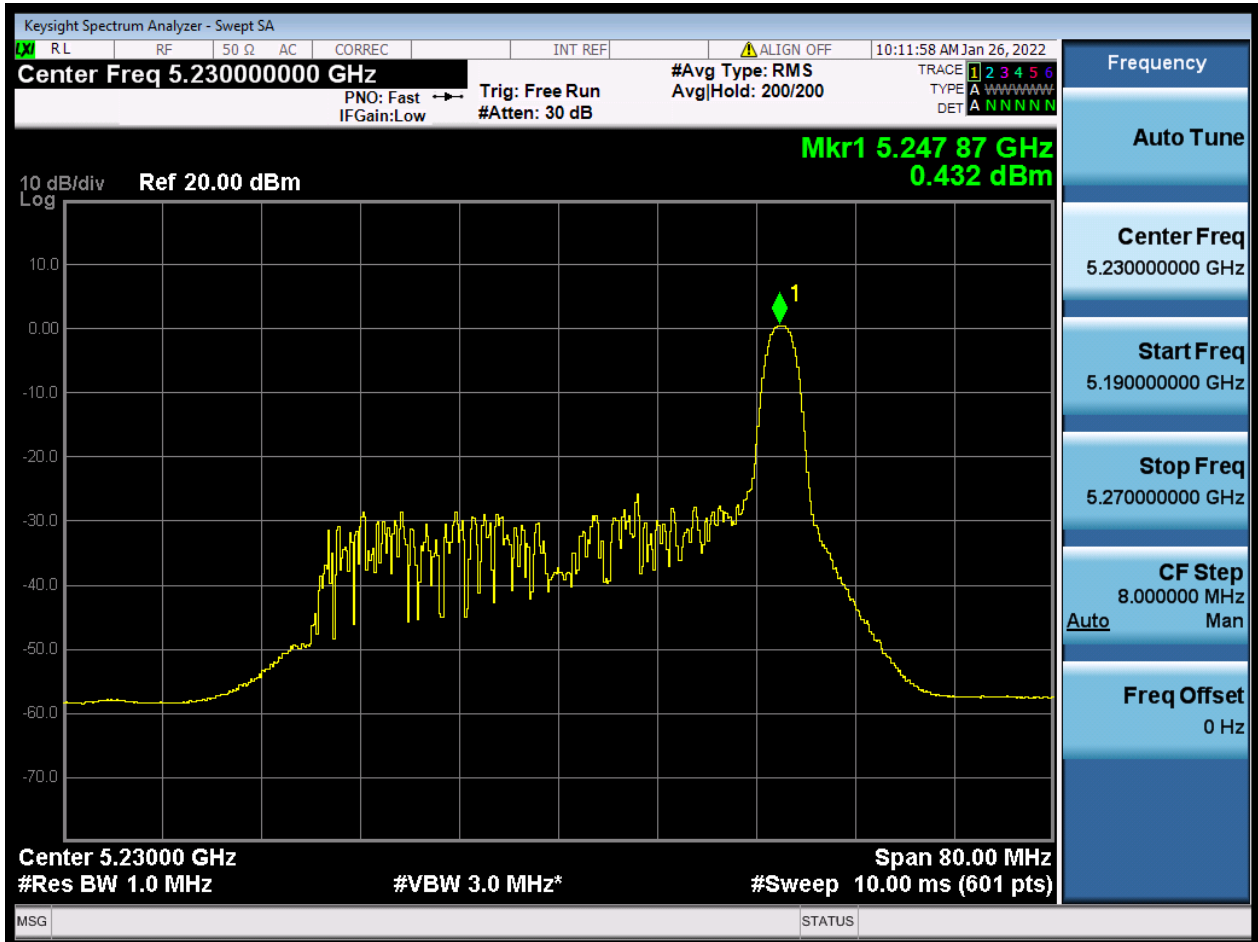 Keysight Spectrum Analyzer - Swept SA
LXI RL RF 50 Ω AC CORREC INT REF ALIGN OFF 10:11:58 AM Jan 26, 2022
Center Freq 5.230000000 GHz
PNO: Fast
IFGain:Low
Trig: Free Run
#Atten: 30 dB
#Avg Type: RMS
Avg|Hold: 200/200
TRACE 1 2 3 4 5 6
TYPE A WWWWW
DET A N N N N N
Mkr1 5.247 87 GHz
0.432 dBm
10 dB/div Ref 20.00 dBm
Log
10.0
0.00
-10.0
-20.0
-30.0
-40.0
-50.0
-60.0
-70.0
1
Center 5.23000 GHz Span 80.00 MHz
#Res BW 1.0 MHz #VBW 3.0 MHz* #Sweep 10.00 ms (601 pts)
MSG STATUS
Frequency
Auto Tune
Center Freq
5.230000000 GHz
Start Freq
5.190000000 GHz
Stop Freq
5.270000000 GHz
CF Step
8.000000 MHz
Auto Man
Freq Offset
0 Hz